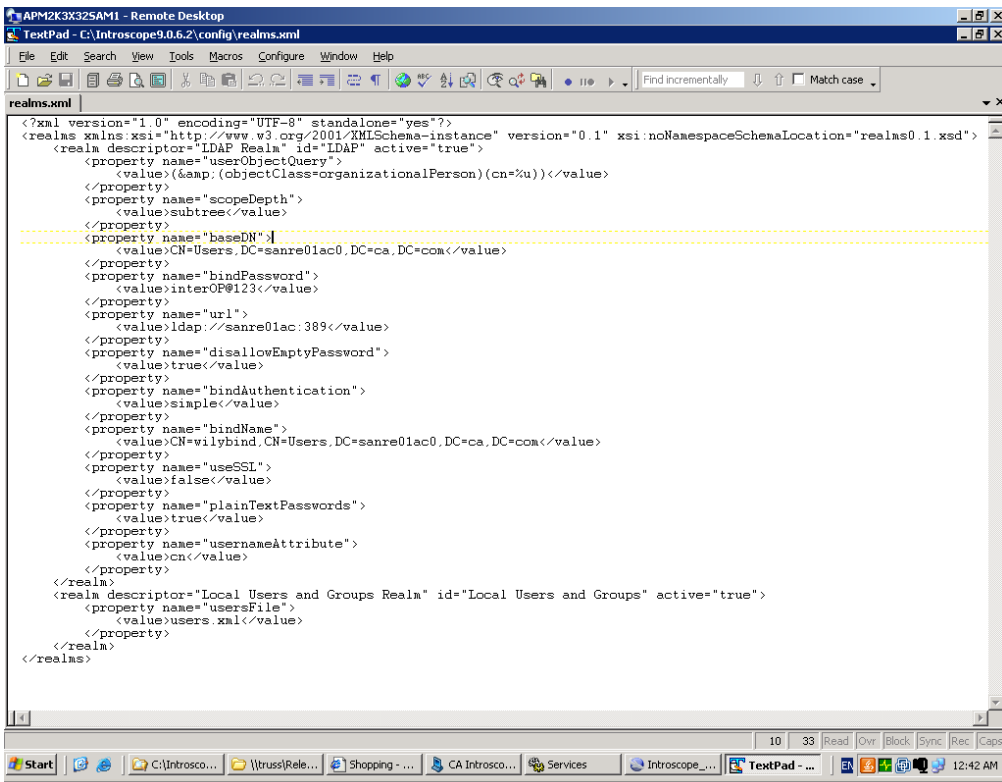 APM2K3X32SAM1 - Remote Desktop
TextPad - C:\Introscope9.0.6.2\config\realms.xml
File Edit Search View Tools Macros Configure Window Help
Find incrementally Match case
realms.xml
<?xml version="1.0" encoding="UTF-8" standalone="yes"?>
<realms xmlns:xsi="http://www.w3.org/2001/XMLSchema-instance" version="0.1" xsi:noNamespaceSchemaLocation="realms0.1.xsd">
<realm descriptor="LDAP Realm" id="LDAP" active="true">
<property name="userObjectQuery">
<value>(&amp;(objectClass=organizationalPerson)(cn=%u))</value>
</property>
<property name="scopeDepth">
<value>subtree</value>
</property>
<property name="baseDN">
<value>CN=Users,DC=sanre01ac0,DC=ca,DC=com</value>
</property>
<property name="bindPassword">
<value>interOP@123</value>
</property>
<property name="url">
<value>ldap://sanre01ac:389</value>
</property>
<property name="disallowEmptyPassword">
<value>true</value>
</property>
<property name="bindAuthentication">
<value>simple</value>
</property>
<property name="bindName">
<value>CN=wilybind,CN=Users,DC=sanre01ac0,DC=ca,DC=com</value>
</property>
<property name="useSSL">
<value>false</value>
</property>
<property name="plainTextPasswords">
<value>true</value>
</property>
<property name="usernameAttribute">
<value>cn</value>
</property>
</realm>
<realm descriptor="Local Users and Groups Realm" id="Local Users and Groups" active="true">
<property name="usersFile">
<value>users.xml</value>
</property>
</realm>
</realms>
10 33 Read Ovr Block Sync Rec Caps
Start C:\Introsco... \\truss\Rele... Shopping - ... CA Introsco... Services Introscope_... TextPad - ... EN 12:42 AM